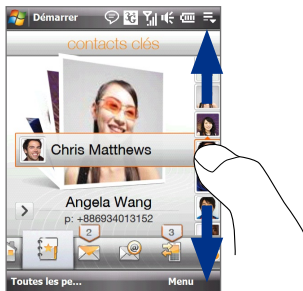 Démarrer
contacts clés
Chris Matthews
Angela Wang
p: +886934013152
2
3
Toutes les pe...
Menu